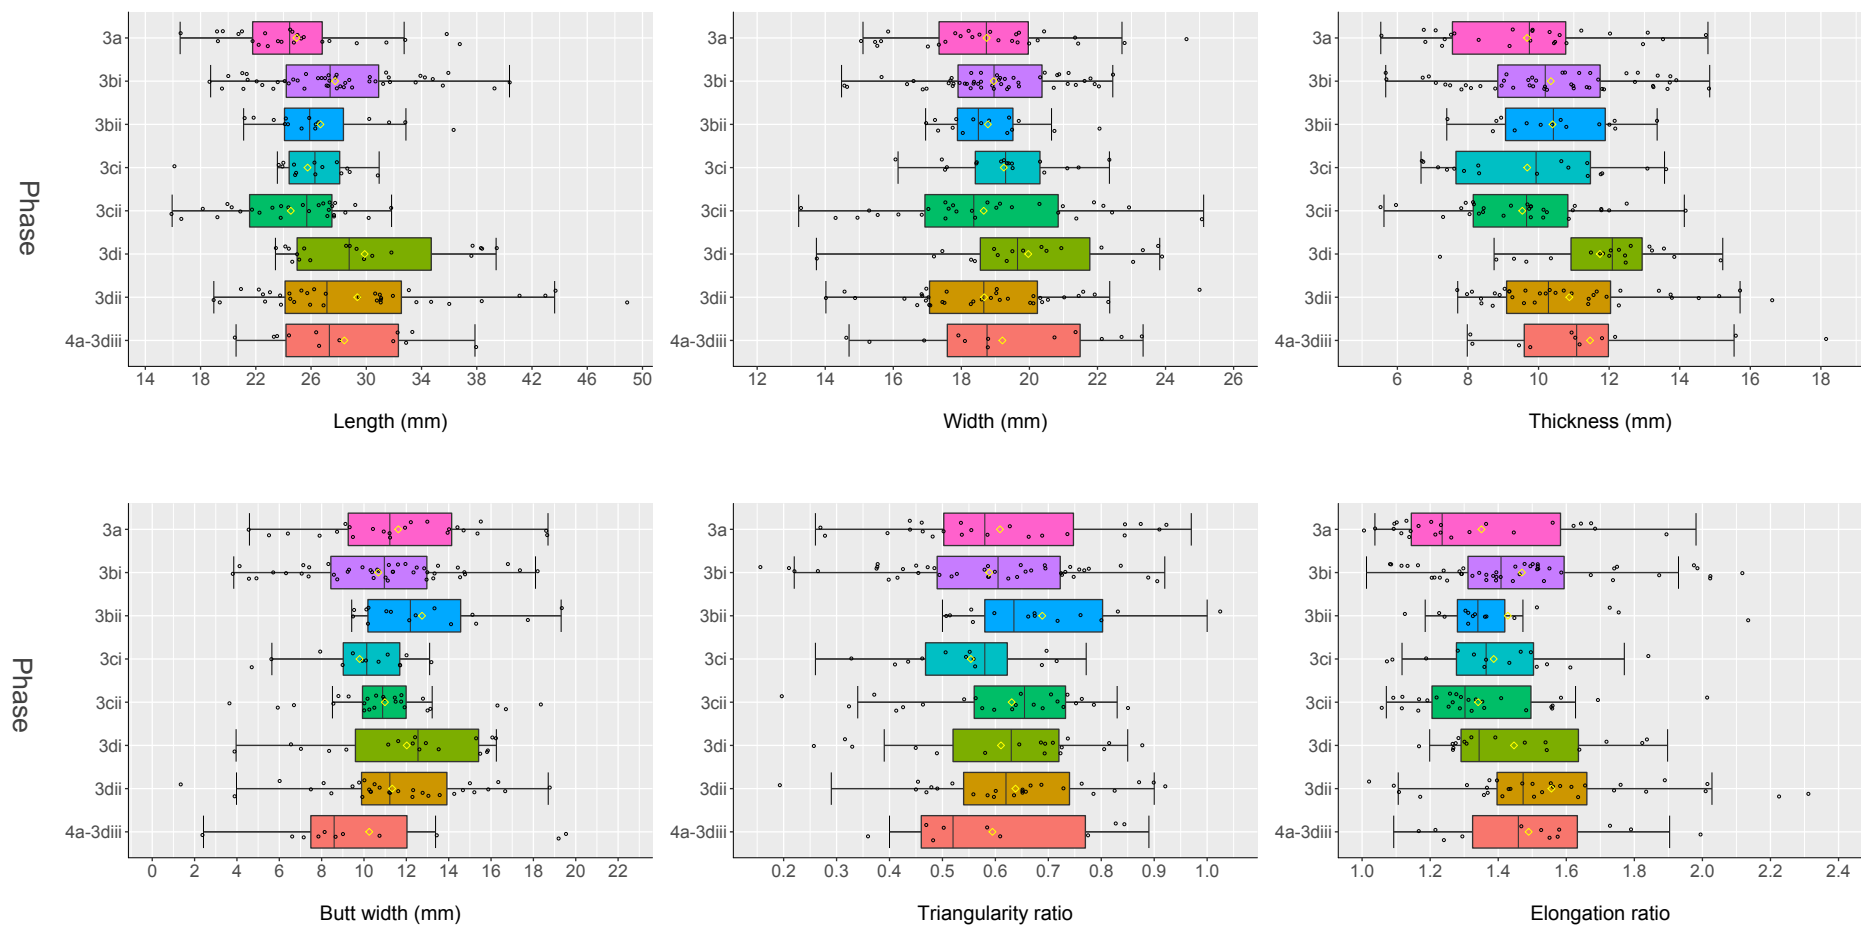 Phase
3a
3bi
3bii
3ci
3cii
3di
3dii
4a-3diii
14 18 22 26 30 34 38 42 46 50
Length (mm)
3a
3bi
3bii
3ci
3cii
3di
3dii
4a-3diii
12 14 16 18 20 22 24 26
Width (mm)
3a
3bi
3bii
3ci
3cii
3di
3dii
4a-3diii
6 8 10 12 14 16 18
Thickness (mm)
Phase
3a
3bi
3bii
3ci
3cii
3di
3dii
4a-3diii
0 2 4 6 8 10 12 14 16 18 20 22
Butt width (mm)
3a
3bi
3bii
3ci
3cii
3di
3dii
4a-3diii
0.2 0.3 0.4 0.5 0.6 0.7 0.8 0.9 1.0
Triangularity ratio
3a
3bi
3bii
3ci
3cii
3di
3dii
4a-3diii
1.0 1.2 1.4 1.6 1.8 2.0 2.2 2.4
Elongation ratio